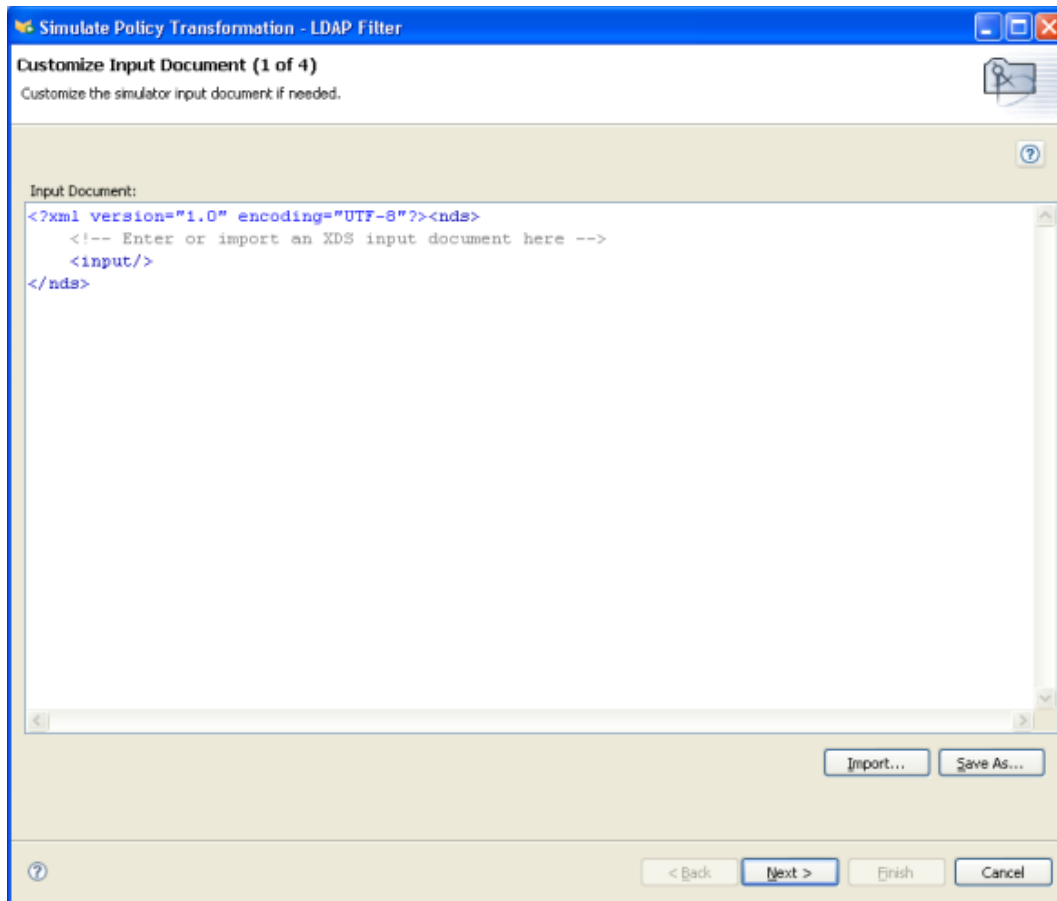 Simulate Policy Transformation - LDAP Filter
Customize Input Document (1 of 4)
Customize the simulator input document if needed.
Input Document:
<?xml version="1.0" encoding="UTF-8"?><nds>
<!-- Enter or import an XDS input document here -->
<input/>
</nds>
Import... Save As...
< Back Next > Finish Cancel